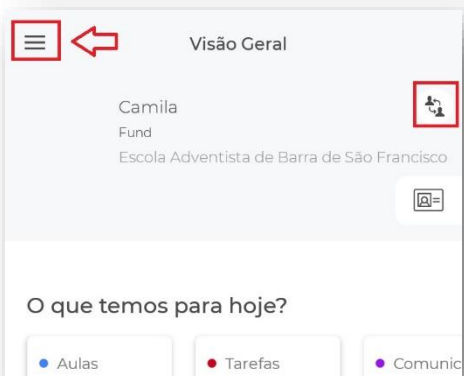 Visão Geral
Camila
Fund
Escola Adventista de Barra de São Francisco
O que temos para hoje?
Aulas
Tarefas
Comunic